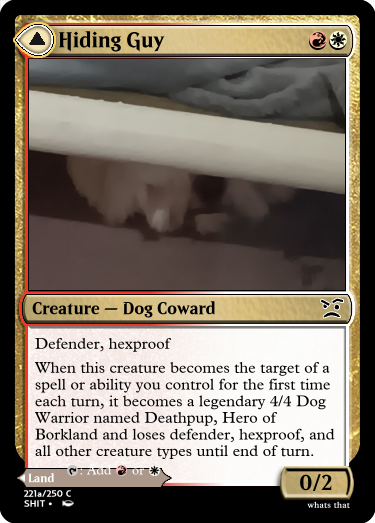 Hiding Guy
Creature — Dog Coward
Defender, hexproof
When this creature becomes the target of a
spell or ability you control for the first time
each turn, it becomes a legendary 4/4 Dog
Warrior named Deathpup, Hero of
Borkland and loses defender, hexproof, and
all other creature types until end of turn.
: Add or
Land
0/2
221a/250 C
SHIT •
whats that